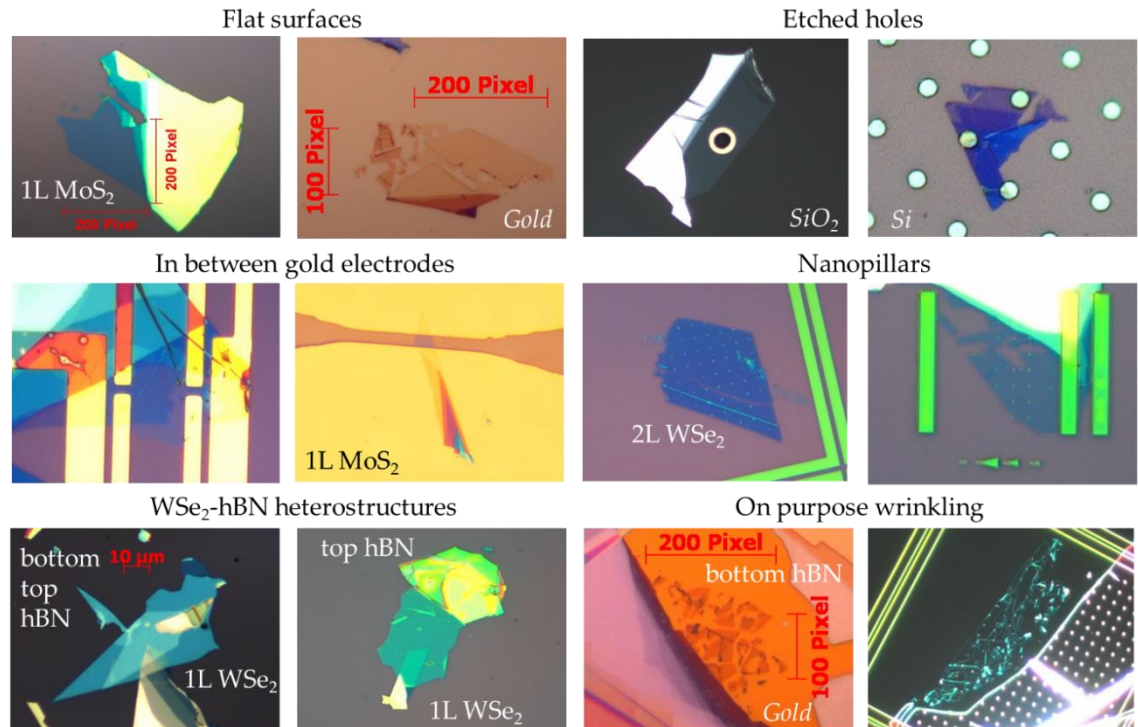 Flat surfaces
Etched holes
1L MoS₂
200 Pixel
200 Pixel
200 Pixel
100 Pixel
Gold
SiO₂
Si
In between gold electrodes
Nanopillars
1L MoS₂
2L WSe₂
WSe₂-hBN heterostructures
On purpose wrinkling
bottom
10 µm
top
hBN
1L WSe₂
top hBN
1L WSe₂
200 Pixel
bottom hBN
100 Pixel
Gold